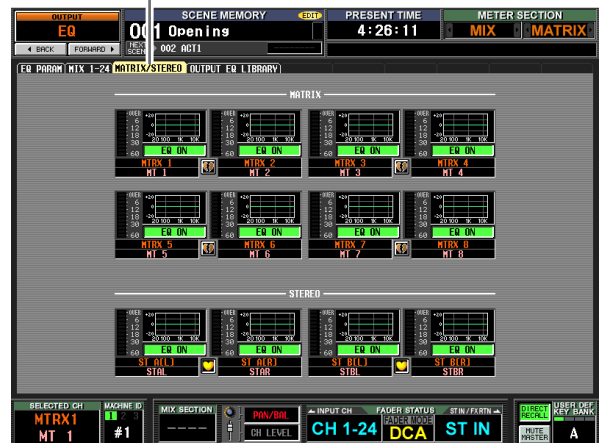 OUTPUT
EQ
BACK FORWARD
SCENE MEMORY EDIT
001 Opening
NEXT SCENE 002 ACT1
PRESENT TIME
4:26:11
METER SECTION
MIX MATRIX
EQ PARAM MIX 1-24 MATRIX/STEREO OUTPUT EQ LIBRARY
MATRIX
EQ ON EQ ON EQ ON EQ ON
MTRX 1 MTRX 2 MTRX 3 MTRX 4
MT 1 MT 2 MT 3 MT 4
EQ ON EQ ON EQ ON EQ ON
MTRX 5 MTRX 6 MTRX 7 MTRX 8
MT 5 MT 6 MT 7 MT 8
STEREO
EQ ON EQ ON EQ ON EQ ON
ST A(L) ST A(R) ST B(L) ST B(R)
STAL STAR STBL STBR
SELECTED CH
MTRX1
MT 1
MACHINE ID
1 2 3
#1
MIX SECTION
----
PAN/BAL
CH LEVEL
INPUT CH FADER STATUS ST IN / FX RTN
CH 1-24 FADER MODE DCA ST IN
DIRECT RECALL
MUTE MASTER
USER DEF KEY BANK
A